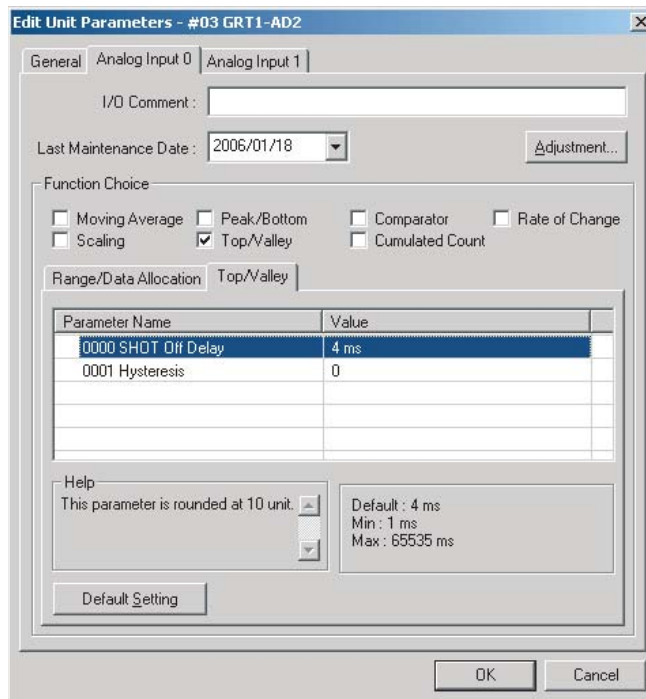 Edit Unit Parameters - #03 GRT1-AD2
General Analog Input 0 Analog Input 1
I/O Comment :
Last Maintenance Date : 2006/01/18 Adjustment...
Function Choice
Moving Average Peak/Bottom Comparator Rate of Change
Scaling Top/Valley Cumulated Count
Range/Data Allocation Top/Valley
Parameter Name Value
0000 SHOT Off Delay 4 ms
0001 Hysteresis 0
Help
This parameter is rounded at 10 unit.
Default : 4 ms
Min : 1 ms
Max : 65535 ms
Default Setting
OK Cancel